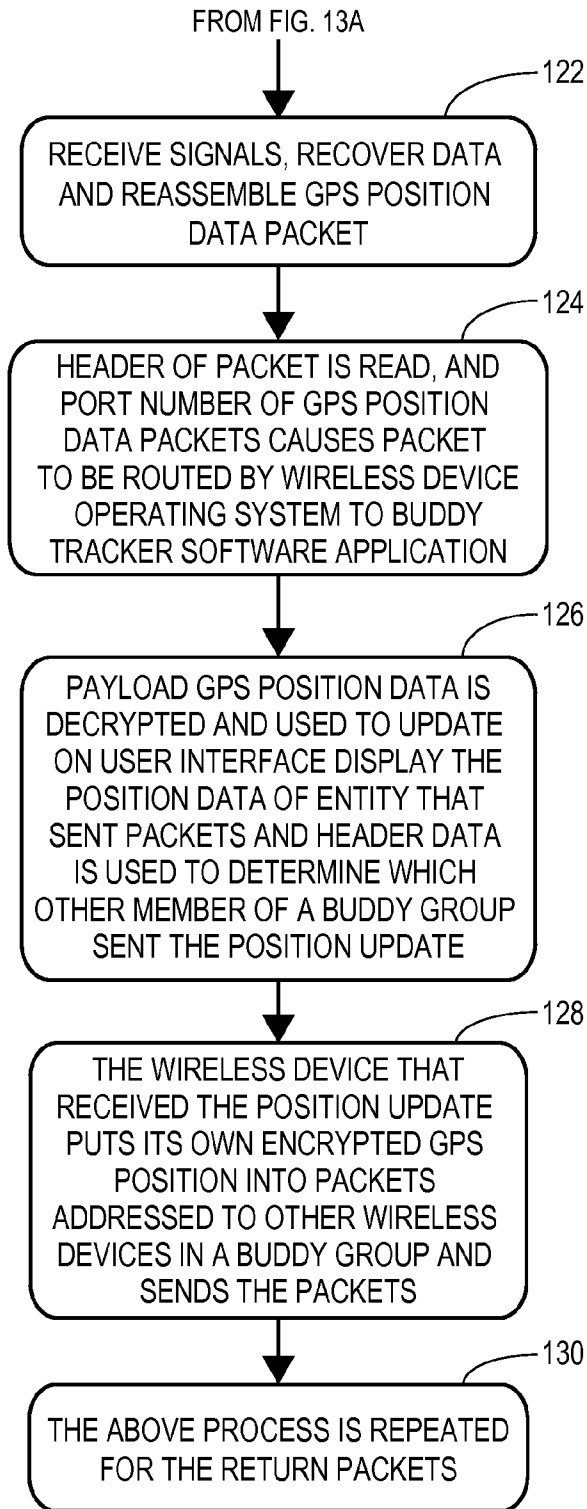 FROM FIG. 13A
122
RECEIVE SIGNALS, RECOVER DATA
AND REASSEMBLE GPS POSITION
DATA PACKET
124
HEADER OF PACKET IS READ, AND
PORT NUMBER OF GPS POSITION
DATA PACKETS CAUSES PACKET
TO BE ROUTED BY WIRELESS DEVICE
OPERATING SYSTEM TO BUDDY
TRACKER SOFTWARE APPLICATION
126
PAYLOAD GPS POSITION DATA IS
DECRYPTED AND USED TO UPDATE
ON USER INTERFACE DISPLAY THE
POSITION DATA OF ENTITY THAT
SENT PACKETS AND HEADER DATA
IS USED TO DETERMINE WHICH
OTHER MEMBER OF A BUDDY GROUP
SENT THE POSITION UPDATE
128
THE WIRELESS DEVICE THAT
RECEIVED THE POSITION UPDATE
PUTS ITS OWN ENCRYPTED GPS
POSITION INTO PACKETS
ADDRESSED TO OTHER WIRELESS
DEVICES IN A BUDDY GROUP AND
SENDS THE PACKETS
130
THE ABOVE PROCESS IS REPEATED
FOR THE RETURN PACKETS